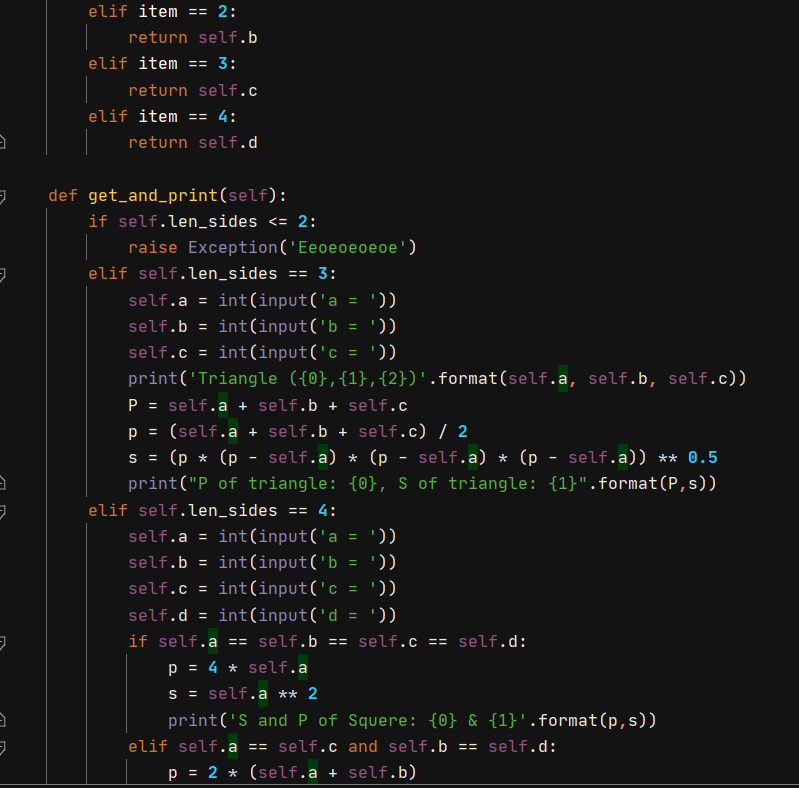 elif item == 2:
            return self.b
        elif item == 3:
            return self.c
        elif item == 4:
            return self.d

    def get_and_print(self):
        if self.len_sides <= 2:
            raise Exception('Eeoeoeoeoe')
        elif self.len_sides == 3:
            self.a = int(input('a = '))
            self.b = int(input('b = '))
            self.c = int(input('c = '))
            print('Triangle ({0},{1},{2})'.format(self.a, self.b, self.c))
            P = self.a + self.b + self.c
            p = (self.a + self.b + self.c) / 2
            s = (p * (p - self.a) * (p - self.a) * (p - self.a)) ** 0.5
            print("P of triangle: {0}, S of triangle: {1}".format(P,s))
        elif self.len_sides == 4:
            self.a = int(input('a = '))
            self.b = int(input('b = '))
            self.c = int(input('c = '))
            self.d = int(input('d = '))
            if self.a == self.b == self.c == self.d:
                p = 4 * self.a
                s = self.a ** 2
                print('S and P of Squere: {0} & {1}'.format(p,s))
            elif self.a == self.c and self.b == self.d:
                p = 2 * (self.a + self.b)